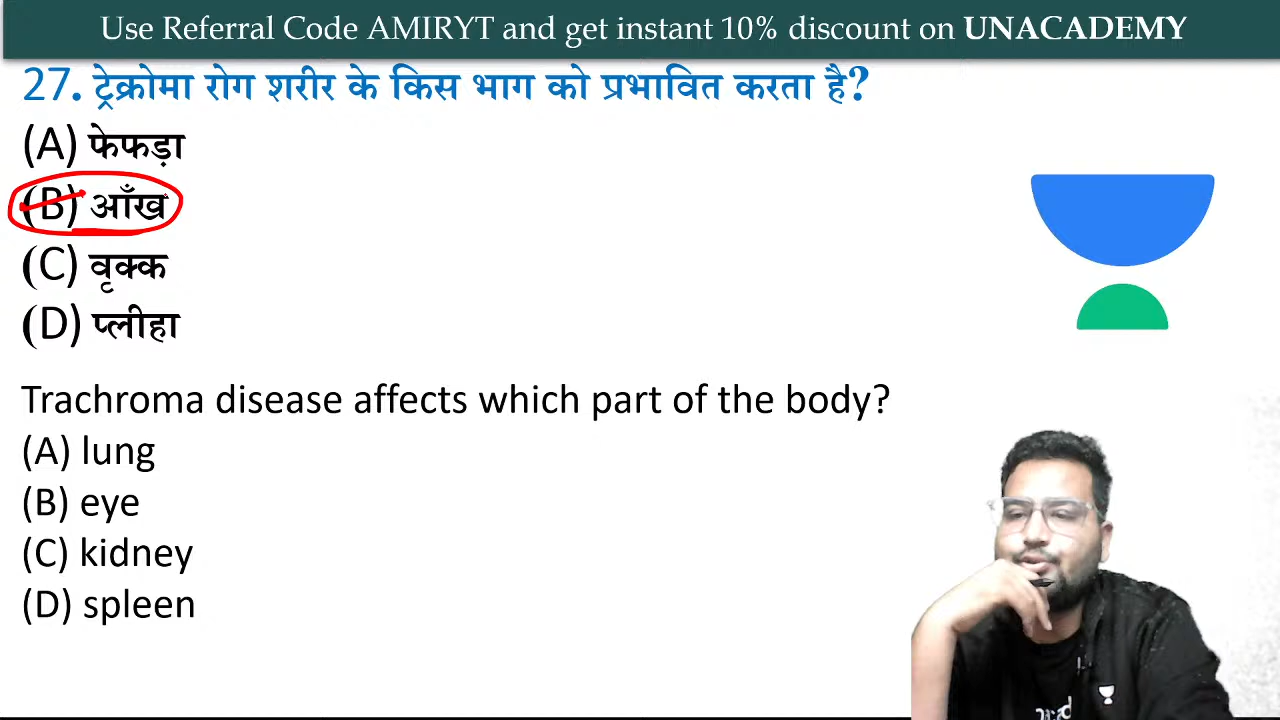 Use Referral Code AMIRYT and get instant 10% discount on UNACADEMY
27. ट्रेक्रोमा रोग शरीर के किस भाग को प्रभावित करता है?
(A) फेफड़ा
(B) आँख
(C) वृक्क
(D) प्लीहा
Trachroma disease affects which part of the body?
(A) lung
(B) eye
(C) kidney
(D) spleen